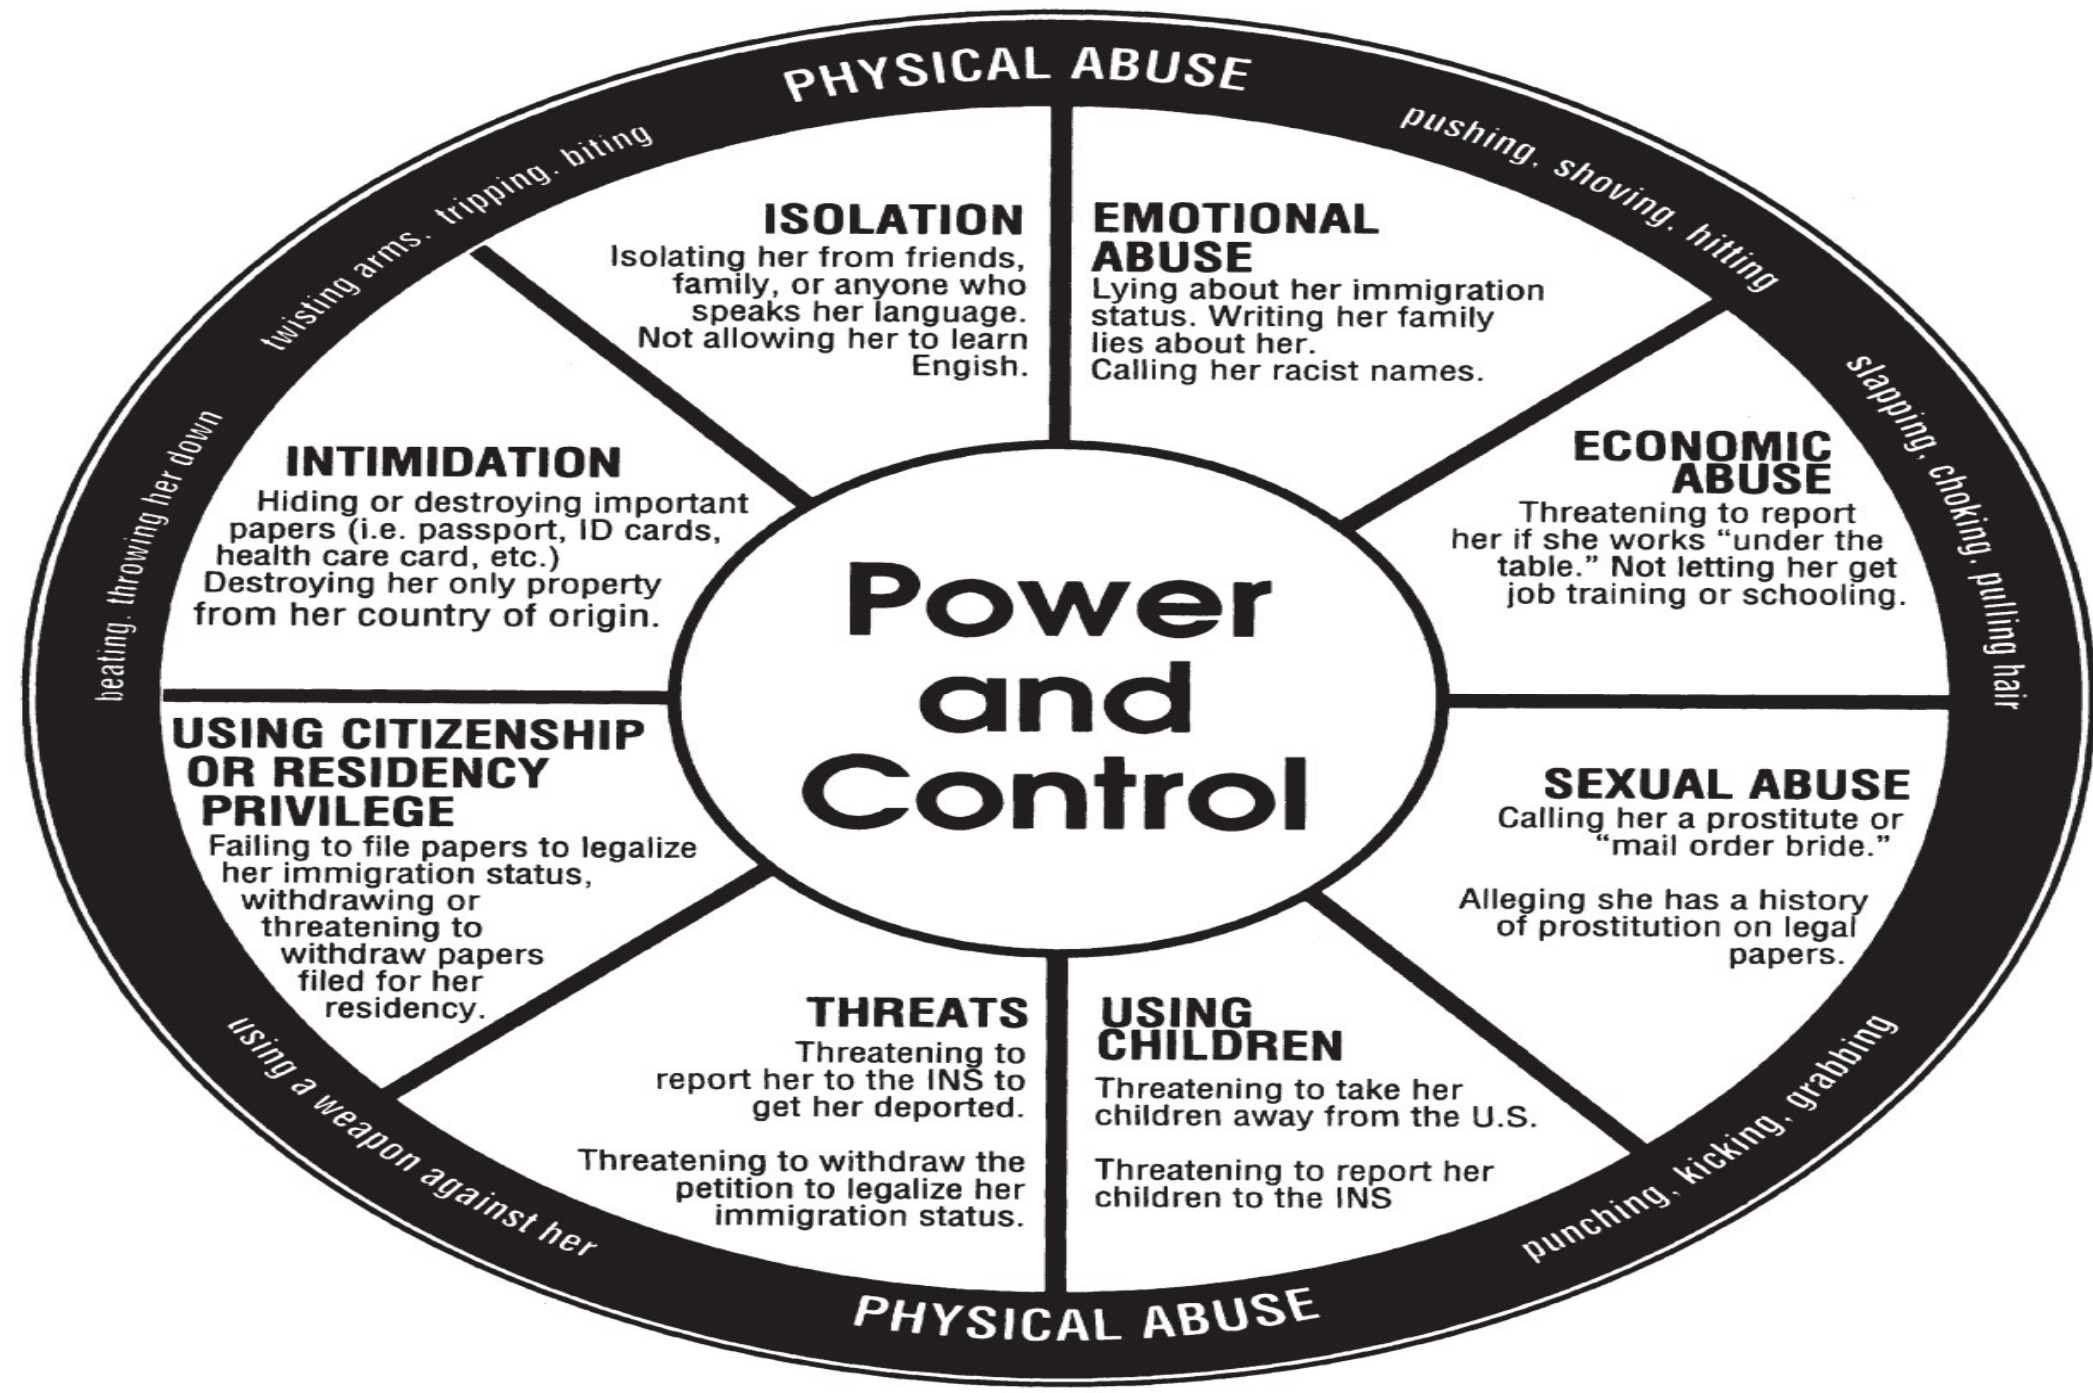 PHYSICAL ABUSE
pushing, shoving, hitting
slapping, choking, pulling hair
punching, kicking, grabbing
PHYSICAL ABUSE
using a weapon against her
beating, throwing her down
twisting arms, tripping, biting
ISOLATION
Isolating her from friends,
family, or anyone who
speaks her language.
Not allowing her to learn
Engish.
EMOTIONAL
ABUSE
Lying about her immigration
status. Writing her family
lies about her.
Calling her racist names.
ECONOMIC
ABUSE
Threatening to report
her if she works “under the
table.” Not letting her get
job training or schooling.
SEXUAL ABUSE
Calling her a prostitute or
“mail order bride.”
Alleging she has a history
of prostitution on legal
papers.
USING
CHILDREN
Threatening to take her
children away from the U.S.
Threatening to report her
children to the INS
THREATS
Threatening to
report her to the INS to
get her deported.
Threatening to withdraw the
petition to legalize her
immigration status.
USING CITIZENSHIP
OR RESIDENCY
PRIVILEGE
Failing to file papers to legalize
her immigration status,
withdrawing or
threatening to
withdraw papers
filed for her
residency.
INTIMIDATION
Hiding or destroying important
papers (i.e. passport, ID cards,
health care card, etc.)
Destroying her only property
from her country of origin.
Power
and
Control